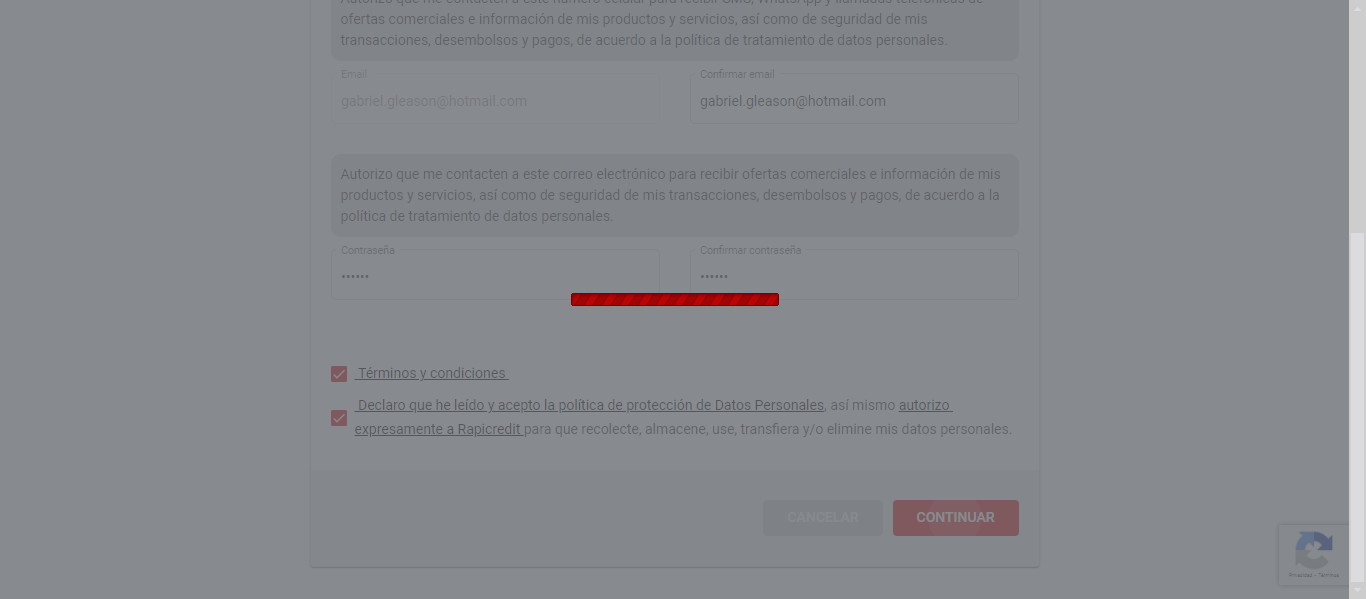 Autorizo que me contacten a este número celular para recibir SMS, WhatsApp y llamadas telefónicas de
ofertas comerciales e información de mis productos y servicios, así como de seguridad de mis
transacciones, desembolsos y pagos, de acuerdo a la política de tratamiento de datos personales.
Email
gabriel.gleason@hotmail.com
Confirmar email
gabriel.gleason@hotmail.com
Autorizo que me contacten a este correo electrónico para recibir ofertas comerciales e información de mis
productos y servicios, así como de seguridad de mis transacciones, desembolsos y pagos, de acuerdo a la
política de tratamiento de datos personales.
Contraseña
••••••
Confirmar contraseña
••••••
Términos y condiciones
Declaro que he leído y acepto la política de protección de Datos Personales, así mismo autorizo
expresamente a Rapicredit para que recolecte, almacene, use, transfiera y/o elimine mis datos personales.
CANCELAR
CONTINUAR
Privacidad - Términos